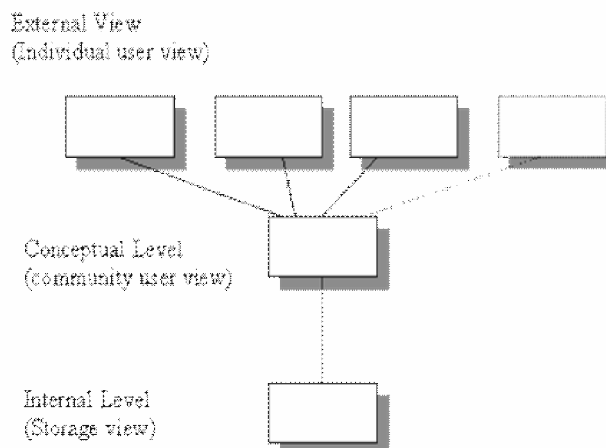 External View
(Individual user view)
Conceptual Level
(community user view)
Internal Level
(Storage view)